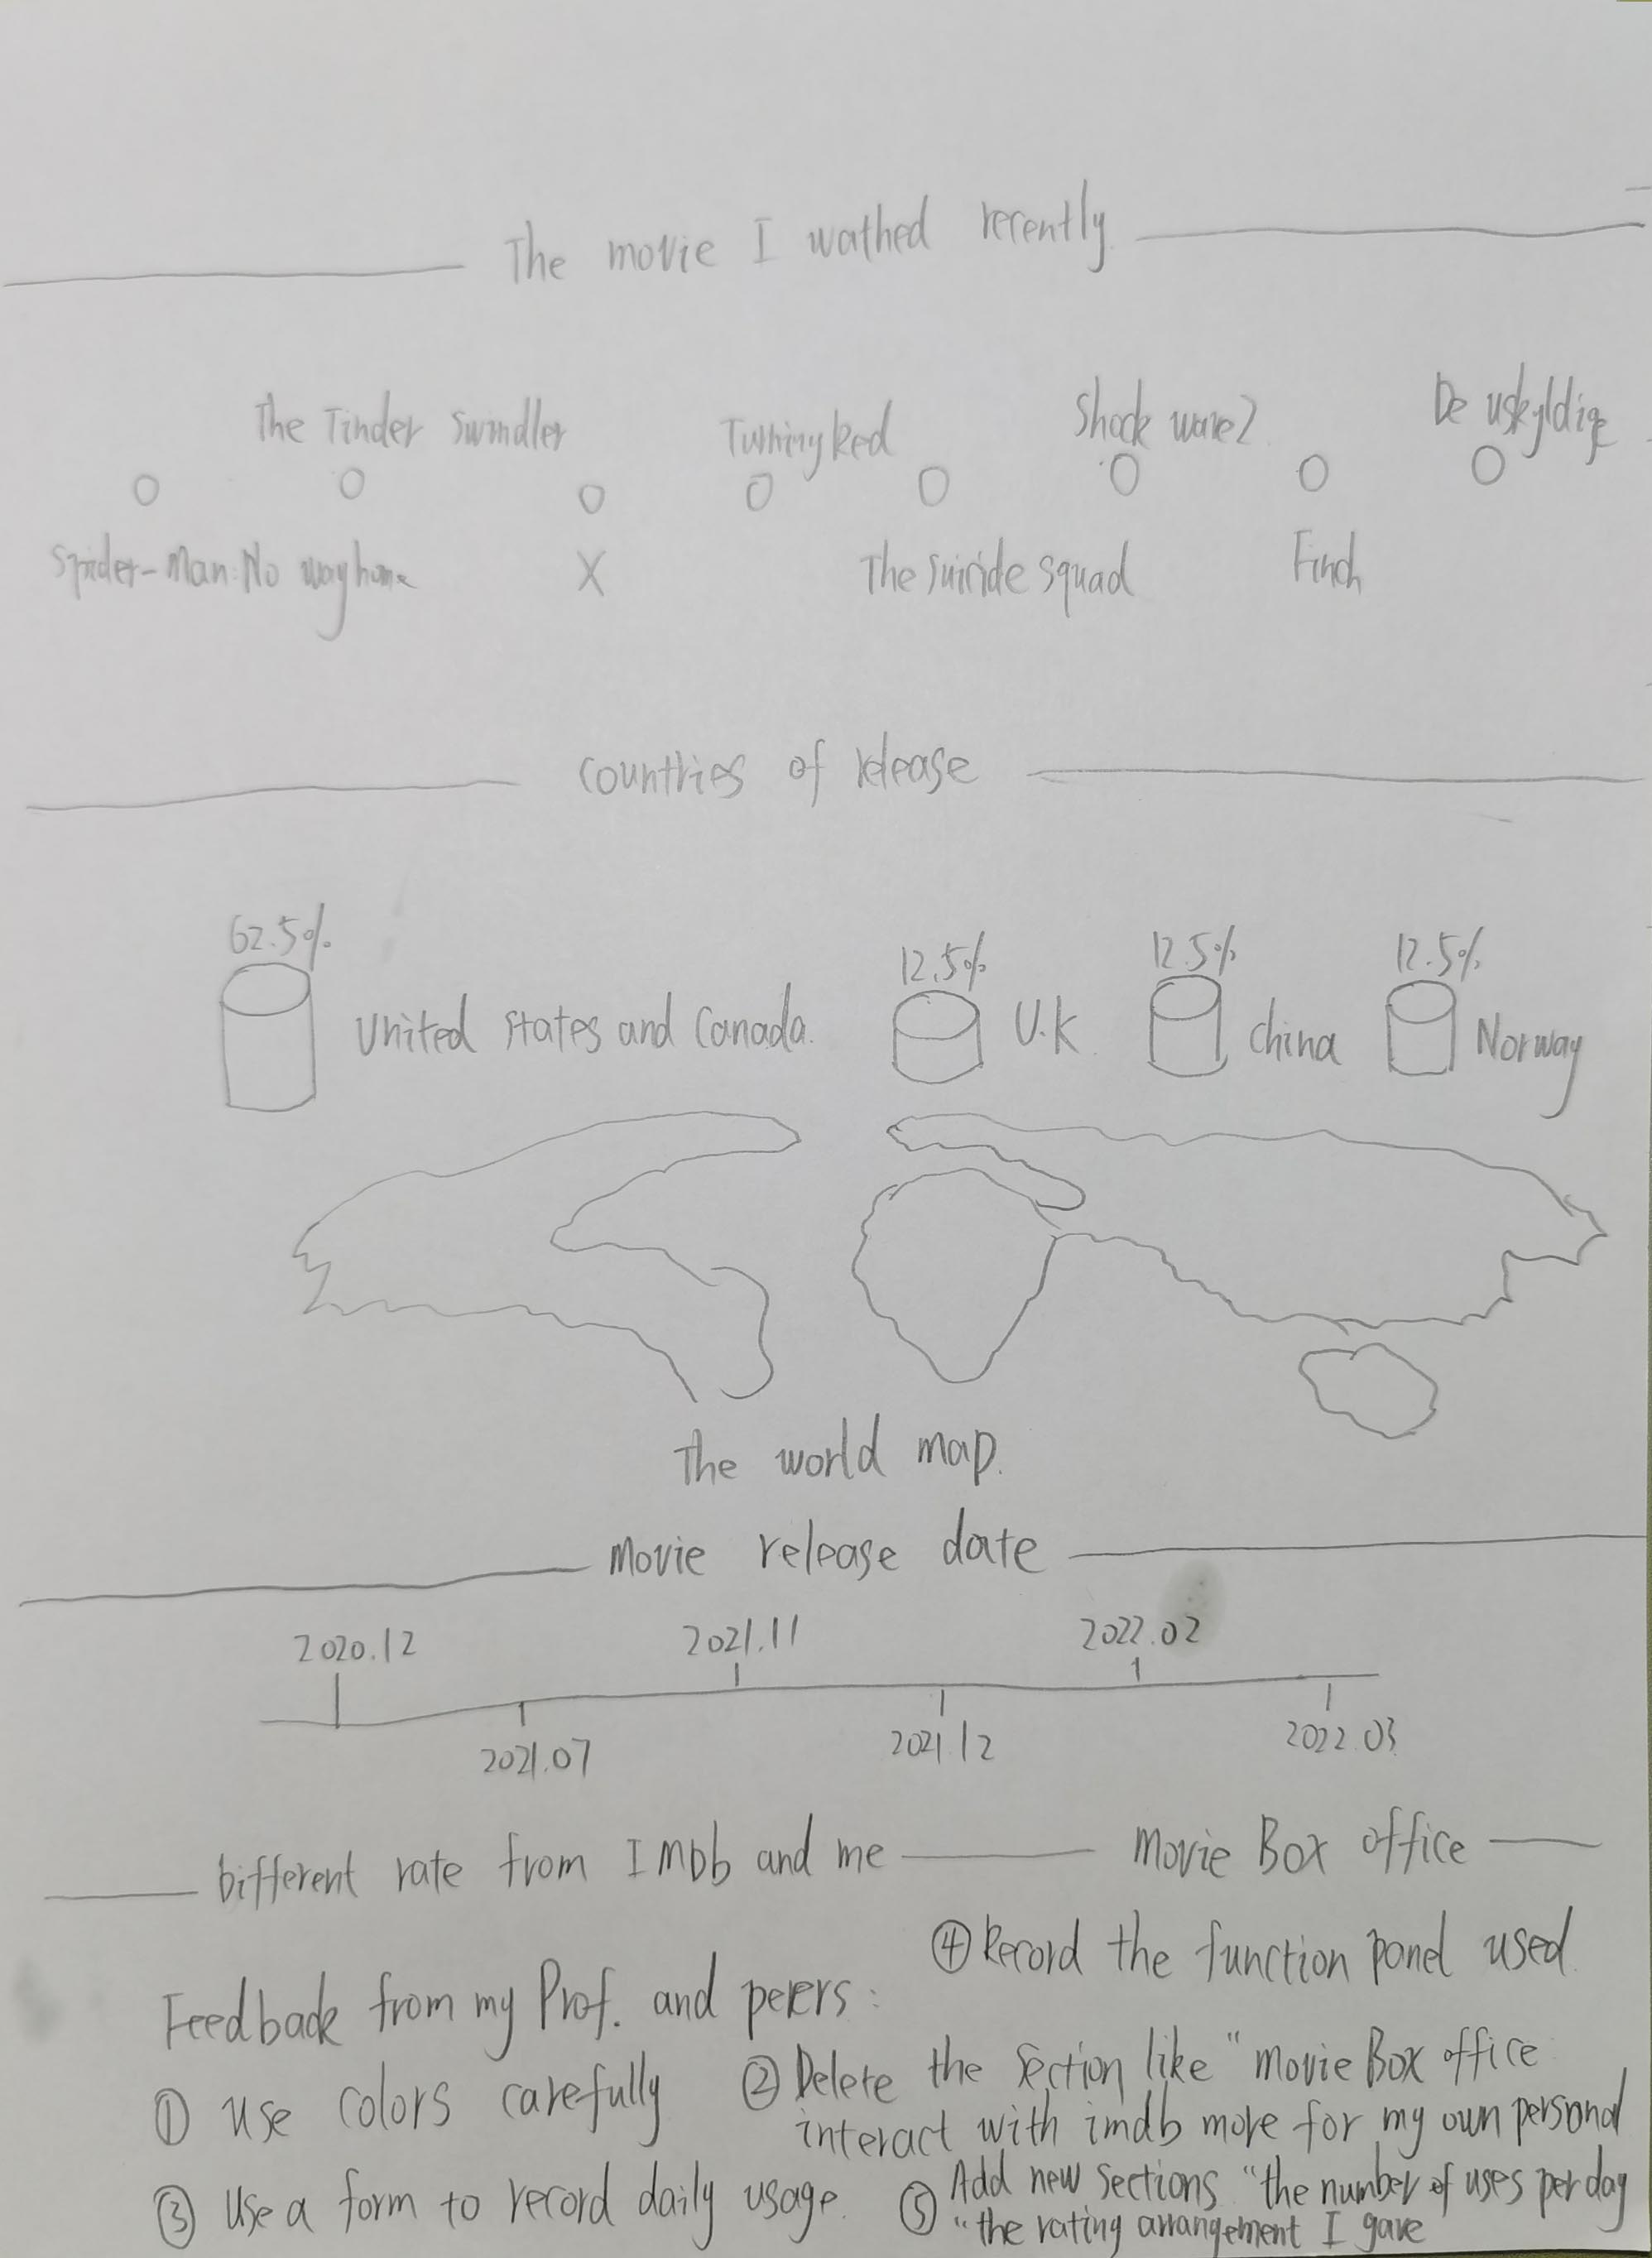 The movie I wathed recently
The Tinder Swindler Turning Red Shock wave2 De uskyldige
Spider-Man: No way home X The Suicide Squad Finch
countries of release
62.5% 12.5% 12.5% 12.5%
United States and Canada. U.K. china Norway
The world map.
Movie release date
2020.12 2021.11 2022.02
2021.07 2021.12 2022.03
Different rate from IMDb and me Movie Box office
④ Record the function panel used
Feedback from my Prof. and peers:
① Use colors carefully ② Delete the section like "movie Box office
interact with imdb more for my own personal
③ Use a form to record daily usage. ⑤ Add new sections "the number of uses per day
"the rating arrangement I gave